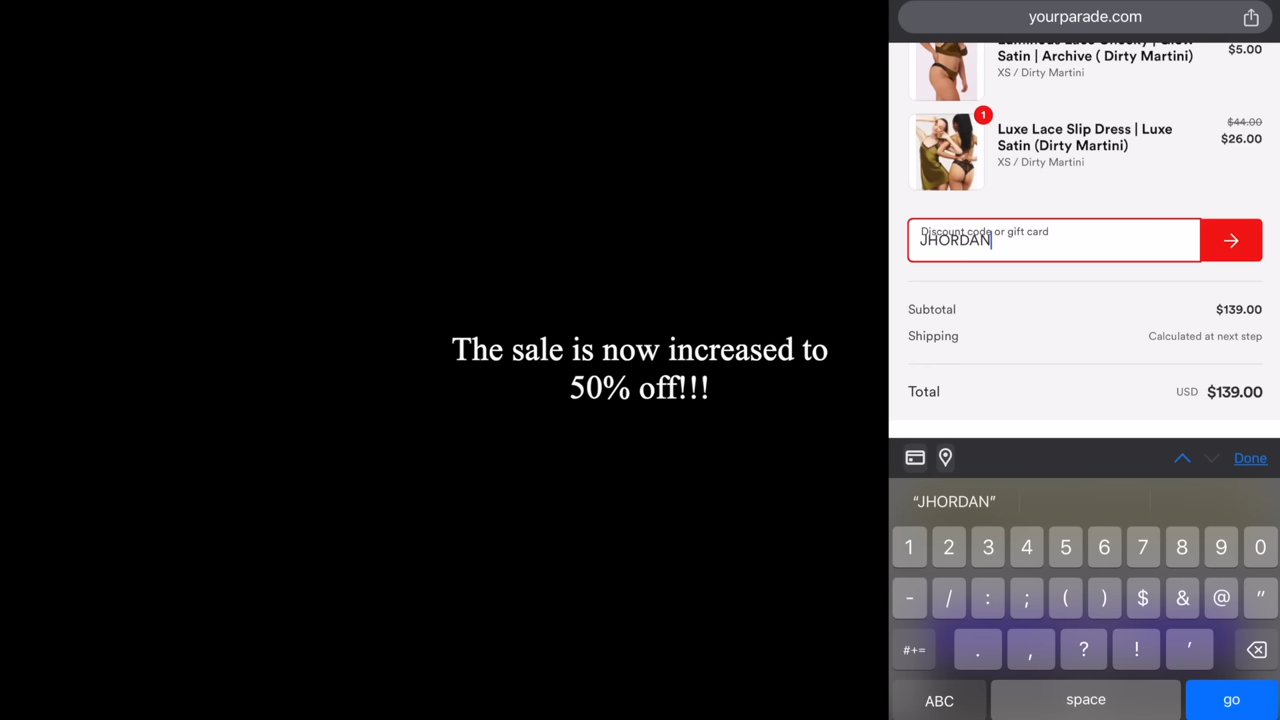 The sale is now increased to
50% off!!!
yourparade.com
Satin | Archive ( Dirty Martini)
$5.00
XS / Dirty Martini
1
Luxe Lace Slip Dress | Luxe
Satin (Dirty Martini)
$44.00
$26.00
XS / Dirty Martini
Discount code or gift card
JHORDAN
Subtotal $139.00
Shipping Calculated at next step
Total USD $139.00
Done
“JHORDAN”
1 2 3 4 5 6 7 8 9 0
- / : ; ( ) $ & @ "
#+= . , ? ! '
ABC space go